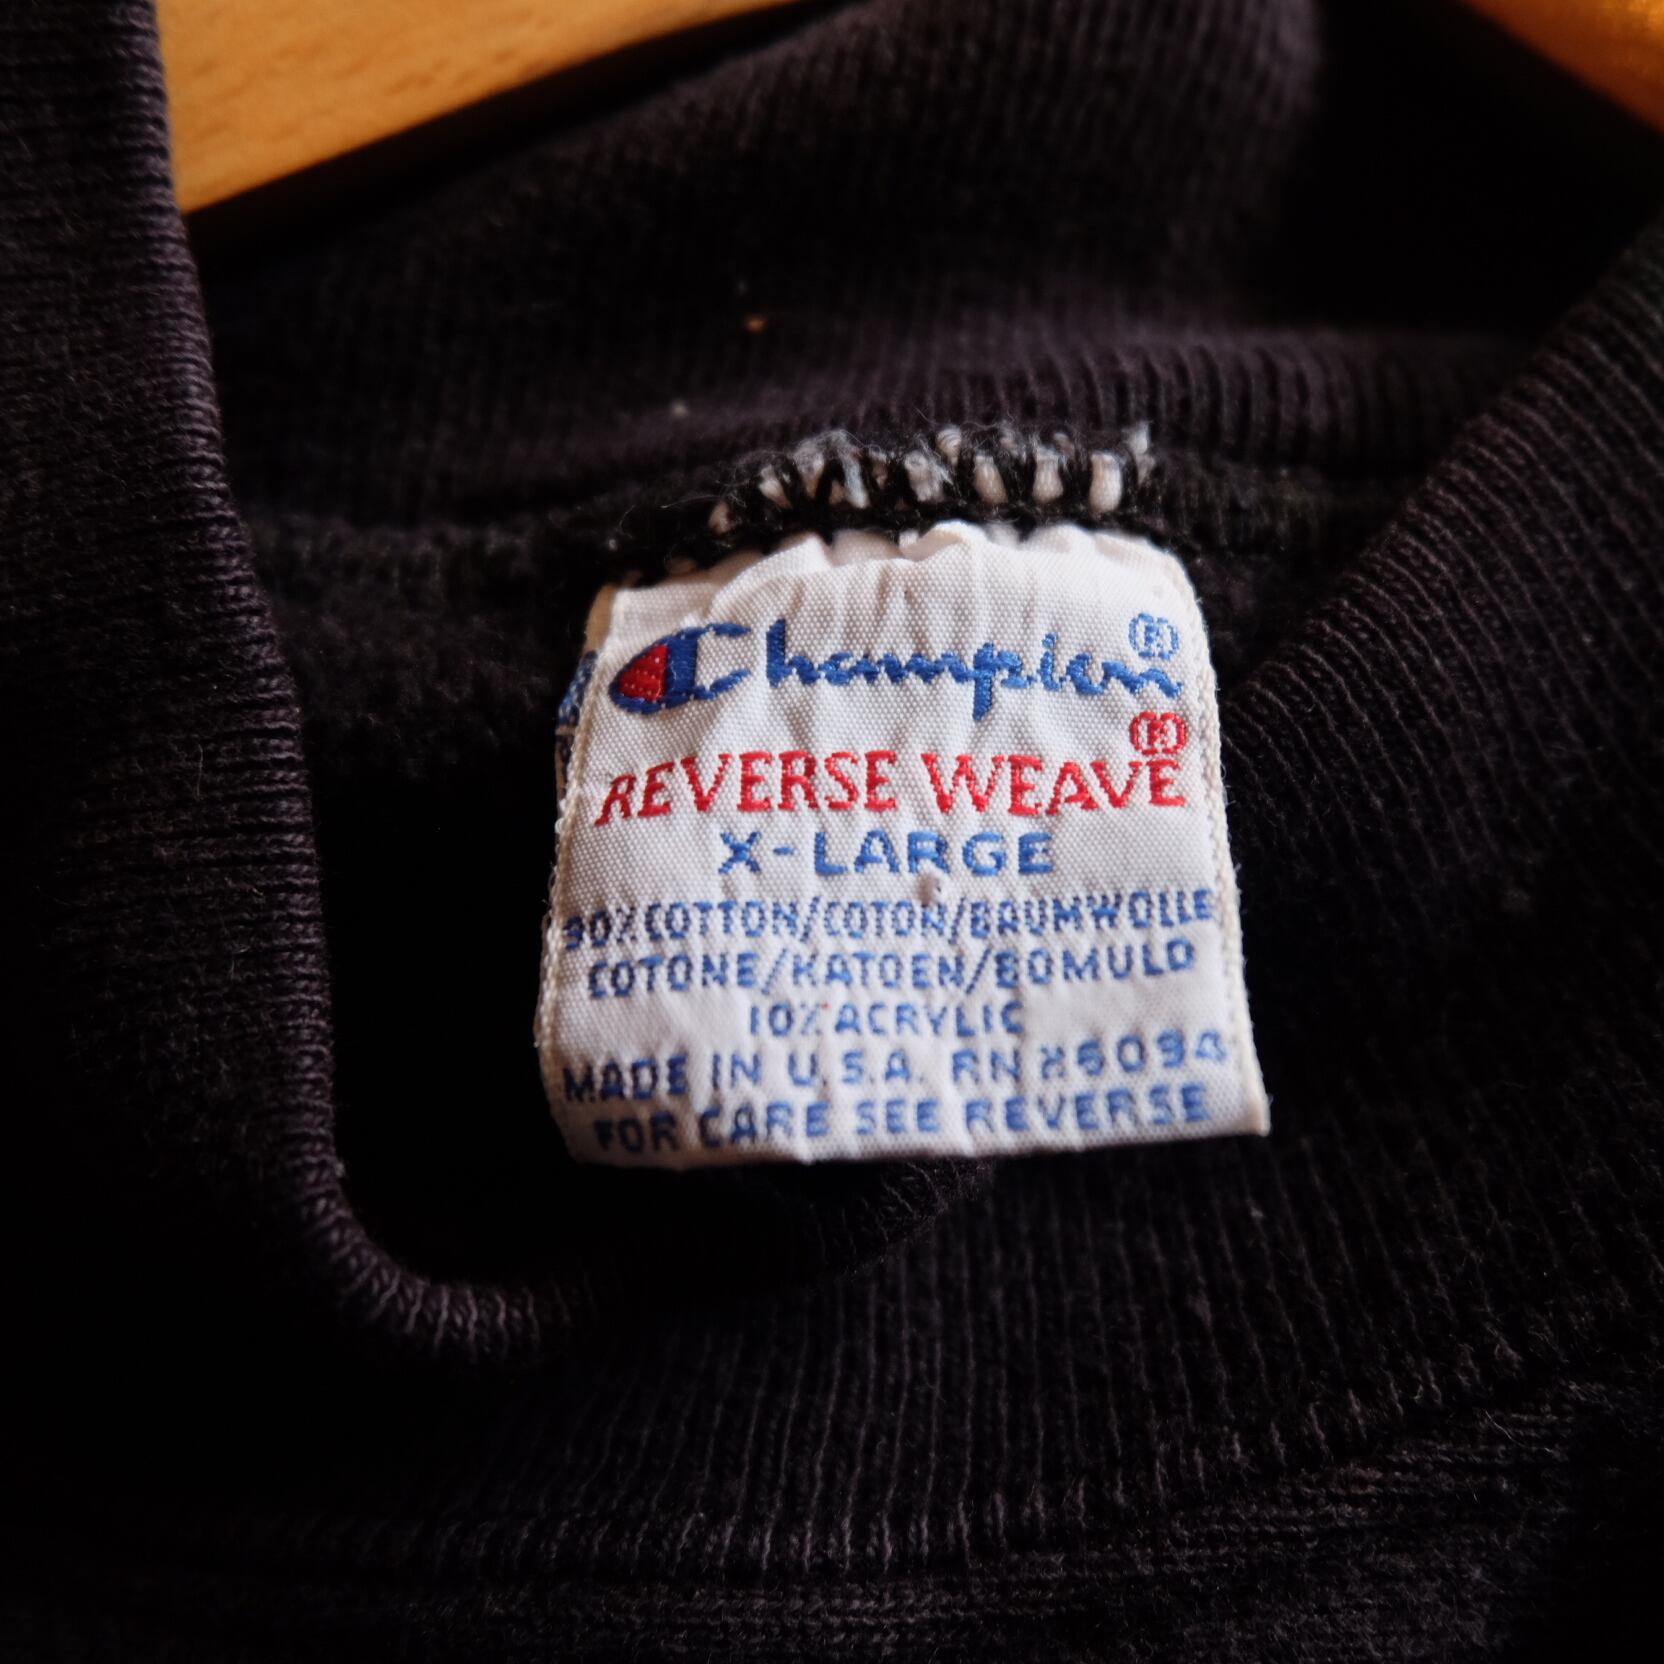 Champion®
REVERSE WEAVE®
X-LARGE
90% COTTON/COTON/BAUMWOLLE
COTONE/KATOEN/BOMULD
10% ACRYLIC
MADE IN U.S.A. RN
FOR CARE SEE REVERSE